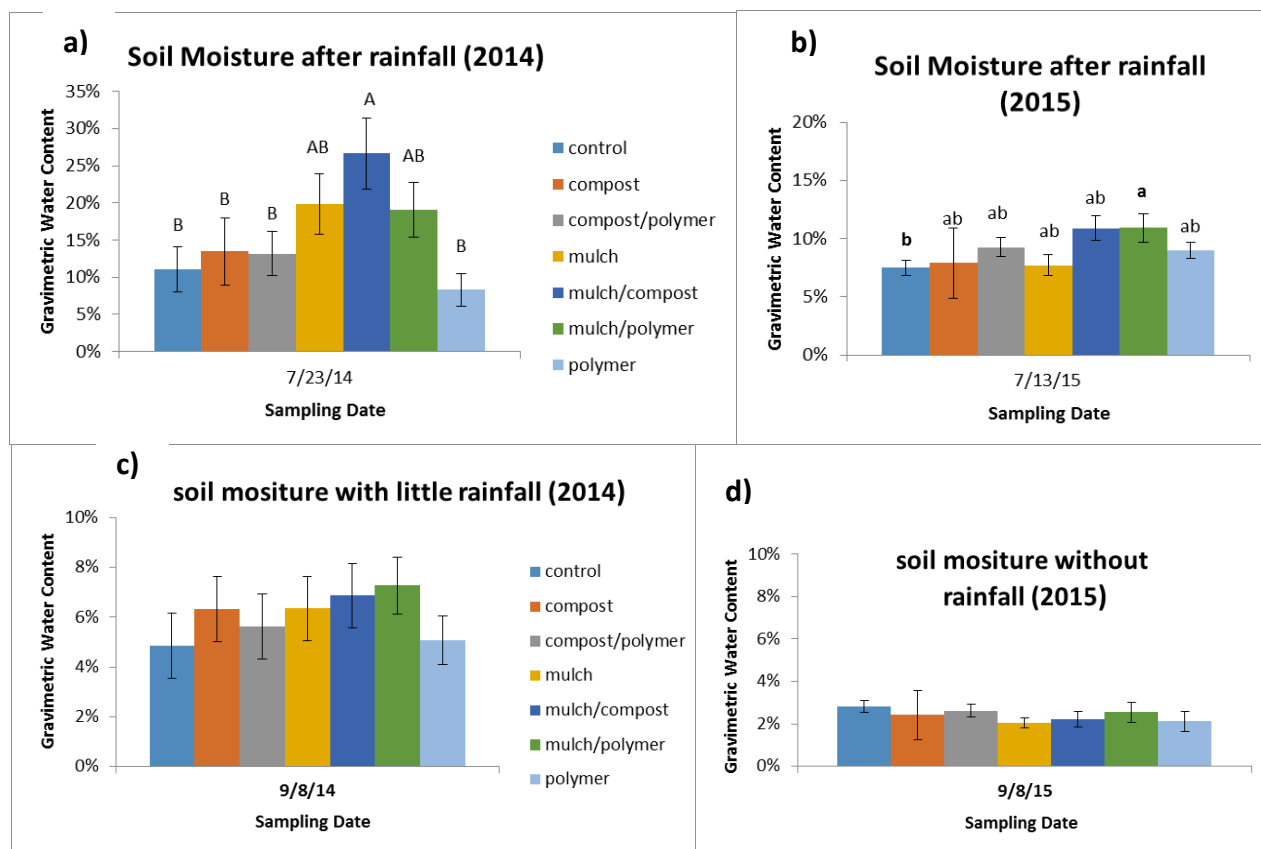 a)
Soil Moisture after rainfall (2014)
Gravimetric Water Content
35%
30%
25%
20%
15%
10%
5%
0%
B
B
B
AB
A
AB
B
7/23/14
Sampling Date
control
compost
compost/polymer
mulch
mulch/compost
mulch/polymer
polymer
b)
Soil Moisture after rainfall
(2015)
Gravimetric Water Content
20%
15%
10%
5%
0%
b
ab
ab
ab
ab
a
ab
7/13/15
Sampling Date
c)
soil mositure with little rainfall (2014)
Gravimetric Water Content
10%
8%
6%
4%
2%
0%
9/8/14
Sampling Date
control
compost
compost/polymer
mulch
mulch/compost
mulch/polymer
polymer
d)
soil mositure without
rainfall (2015)
Gravimetric Water Content
10%
8%
6%
4%
2%
0%
9/8/15
Sampling Date